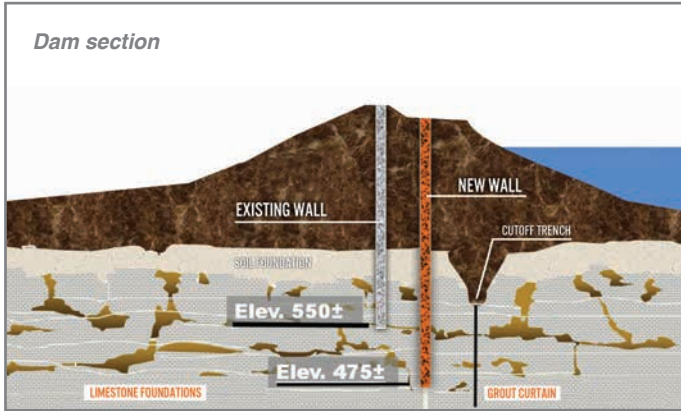 Dam section
EXISTING WALL
NEW WALL
CUTOFF TRENCH
SOIL FOUNDATION
Elev. 550±
Elev. 475±
LIMESTONE FOUNDATIONS
GROUT CURTAIN